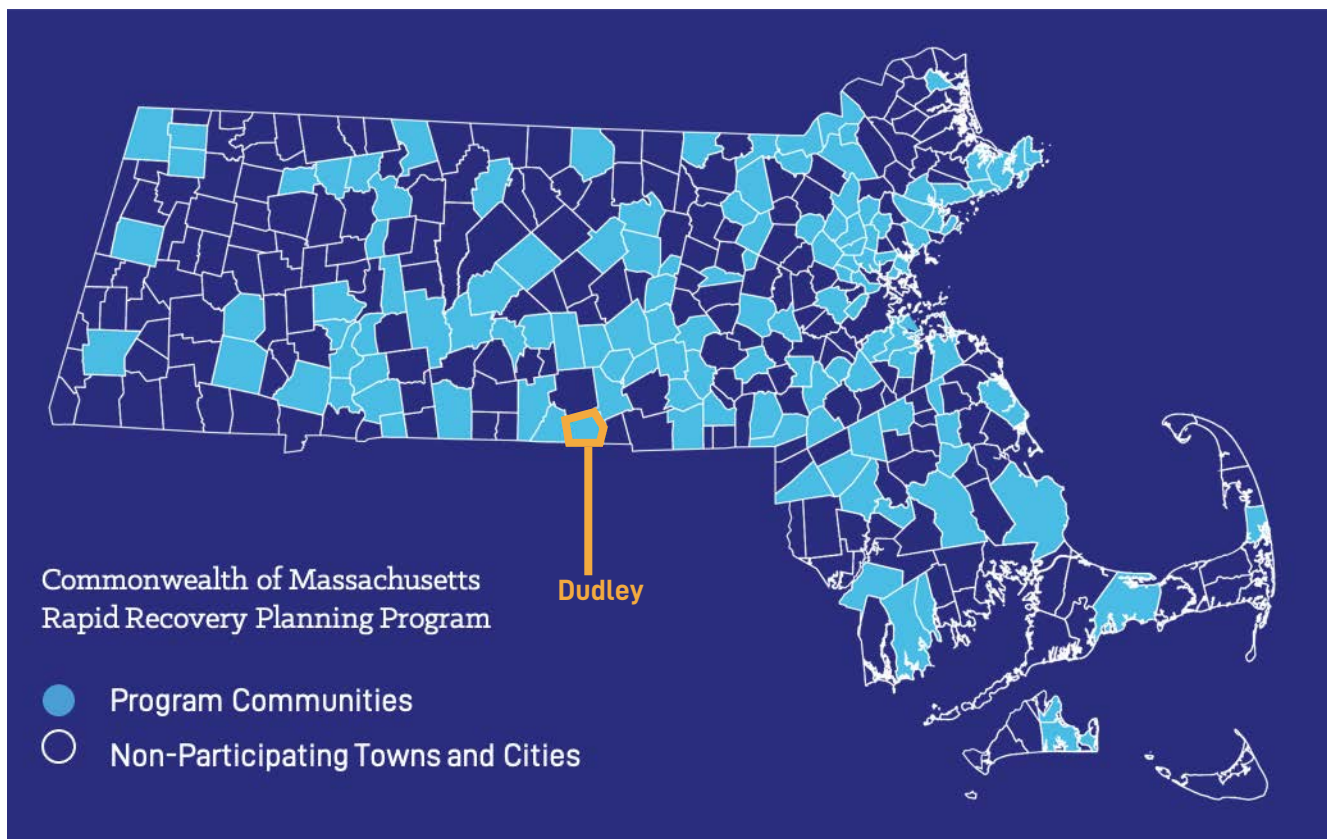 Dudley
Commonwealth of Massachusetts
Rapid Recovery Planning Program
Program Communities
Non-Participating Towns and Cities